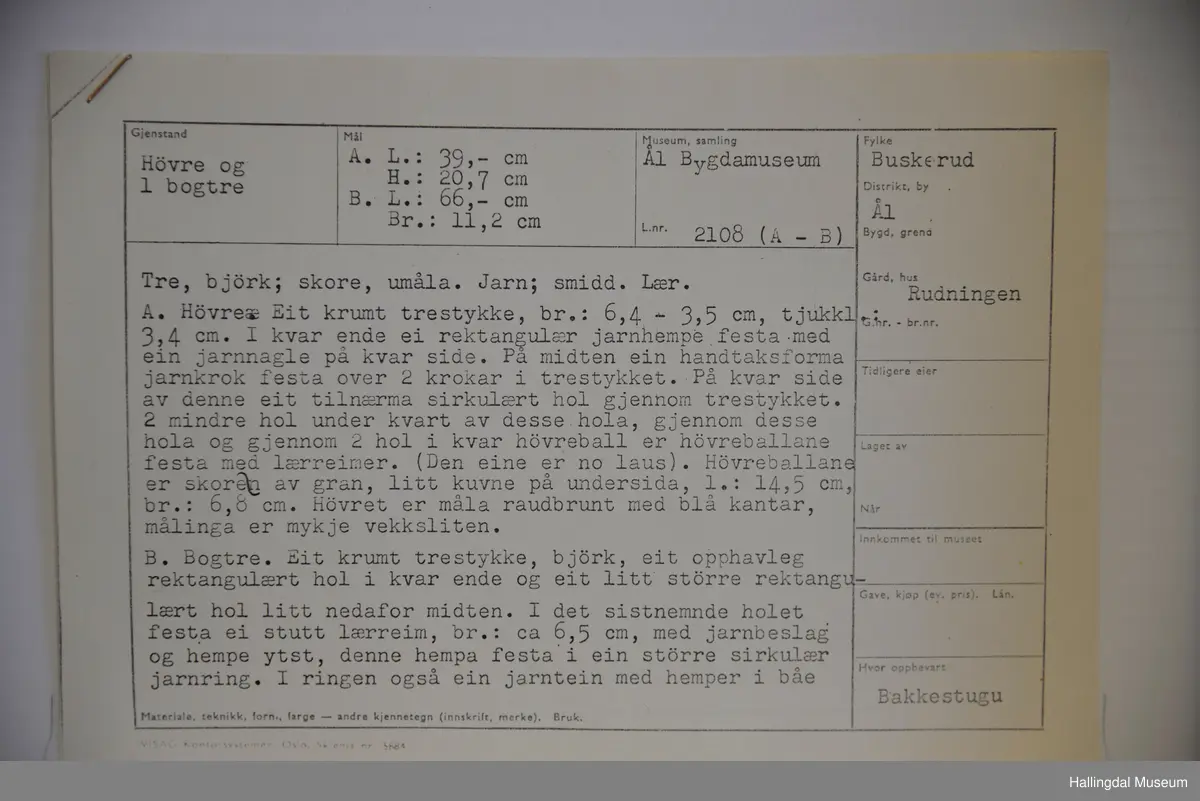 Gjenstand
Hövre og
1 bogtre
Mål
A. L.: 39,- cm
H.: 20,7 cm
B. L.: 66,- cm
Br.: 11,2 cm
Museum, samling
Ål Bygdamuseum
L.nr. 2108 (A - B)
Fylke
Buskerud
Distrikt, by
Ål
Bygd, grend
Gård, hus
Rudningen
G.nr. - br.nr.
Tidligere eier
Laget av
Når
Innkommet til museet
Gave, kjøp (ev. pris). Lån.
Hvor oppbevart
Bakkestugu
Tre, björk; skore, umåla. Jarn; smidd. Lær.
A. Hövre: Eit krumt trestykke, br.: 6,4 - 3,5 cm, tjukkl.:
3,4 cm. I kvar ende ei rektangulær jarnhempe festa med
ein jarnnagle på kvar side. På midten ein handtaksforma
jarnkrok festa over 2 krokar i trestykket. På kvar side
av denne eit tilnærma sirkulært hol gjennom trestykket.
2 mindre hol under kvart av desse hola, gjennom desse
hola og gjennom 2 hol i kvar hövreball er hövreballane
festa med lærreimer. (Den eine er no laus). Hövreballane
er skoren av gran, litt kuvne på undersida, l.: 14,5 cm,
br.: 6,8 cm. Hövret er måla raudbrunt med blå kantar,
målinga er mykje vekksliten.
B. Bogtre. Eit krumt trestykke, björk, eit opphavleg
rektangulært hol i kvar ende og eit litt större rektangu-
lært hol litt nedafor midten. I det sistnemnde holet
festa ei stutt lærreim, br.: ca 6,5 cm, med jarnbeslag
og hempe ytst, denne hempa festa i ein större sirkulær
jarnring. I ringen også ein jarntein med hemper i båe
Materiale, teknikk, form, farge — andre kjennetegn (innskrift, merke). Bruk.
Hallingdal Museum